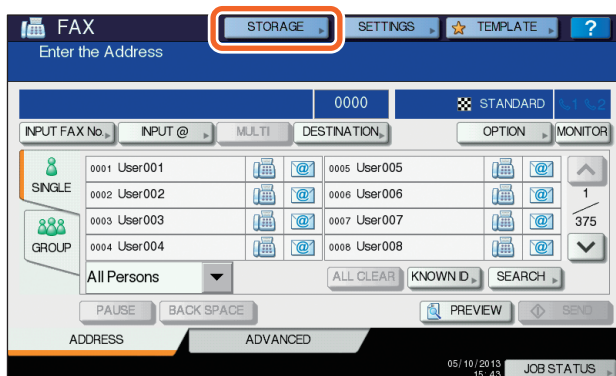 FAX STORAGE SETTINGS TEMPLATE ?
Enter the Address
0000 STANDARD 1 2
INPUT FAX No. INPUT @ MULTI DESTINATION OPTION MONITOR
SINGLE
0001 User001 @ 0005 User005 @
0002 User002 @ 0006 User006 @
1
0003 User003 @ 0007 User007 @
375
GROUP
0004 User004 @ 0008 User008 @
All Persons ALL CLEAR KNOWN ID SEARCH
PAUSE BACK SPACE PREVIEW SEND
ADDRESS ADVANCED
05/10/2013
15:43
JOB STATUS